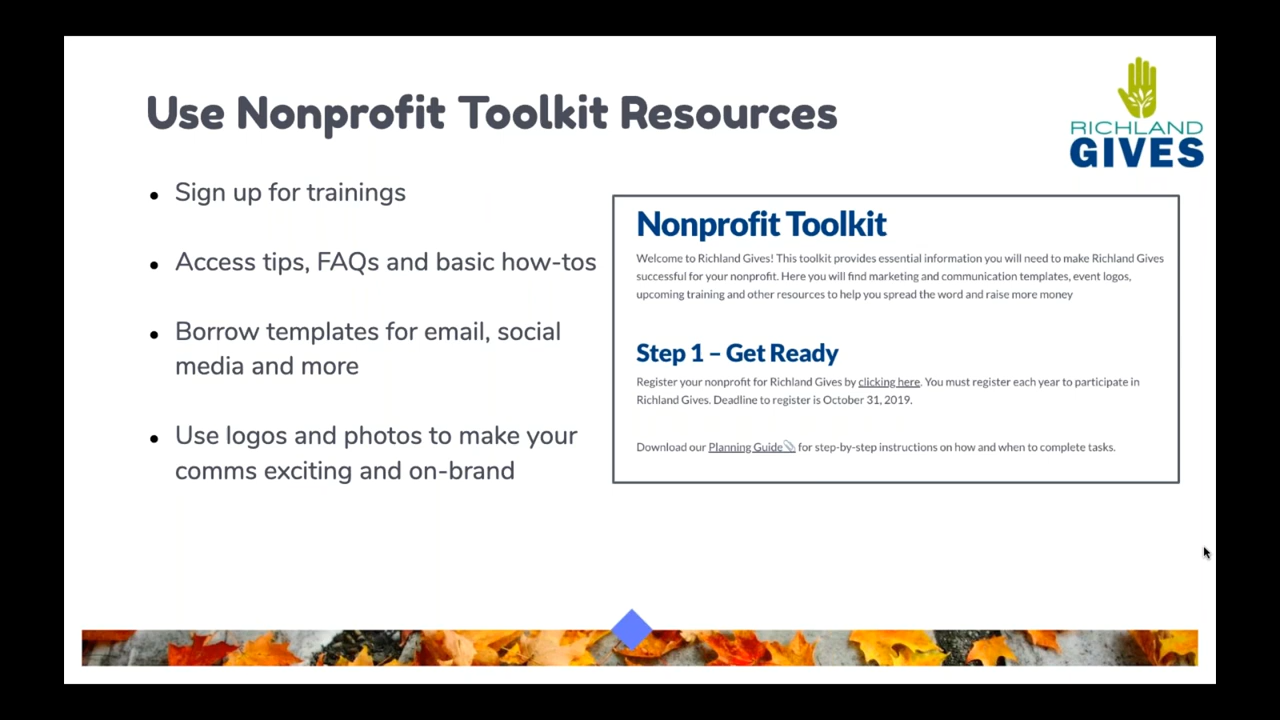 Use Nonprofit Toolkit Resources
RICHLAND
GIVES
• Sign up for trainings
• Access tips, FAQs and basic how-tos
• Borrow templates for email, social
media and more
• Use logos and photos to make your
comms exciting and on-brand
Nonprofit Toolkit
Welcome to Richland Gives! This toolkit provides essential information you will need to make Richland Gives
successful for your nonprofit. Here you will find marketing and communication templates, event logos,
upcoming training and other resources to help you spread the word and raise more money
Step 1 – Get Ready
Register your nonprofit for Richland Gives by clicking here. You must register each year to participate in
Richland Gives. Deadline to register is October 31, 2019.
Download our Planning Guide for step-by-step instructions on how and when to complete tasks.